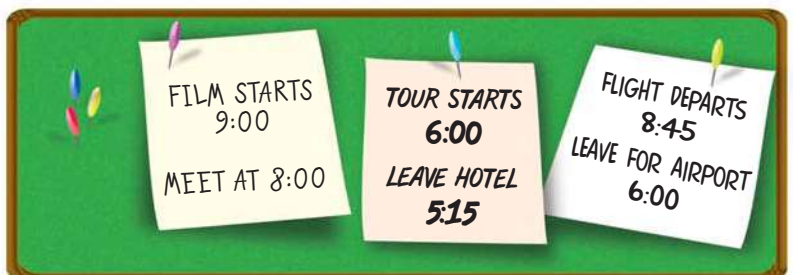 FILM STARTS
9:00
MEET AT 8:00
TOUR STARTS
6:00
LEAVE HOTEL
5:15
FLIGHT DEPARTS
8:45
LEAVE FOR AIRPORT
6:00